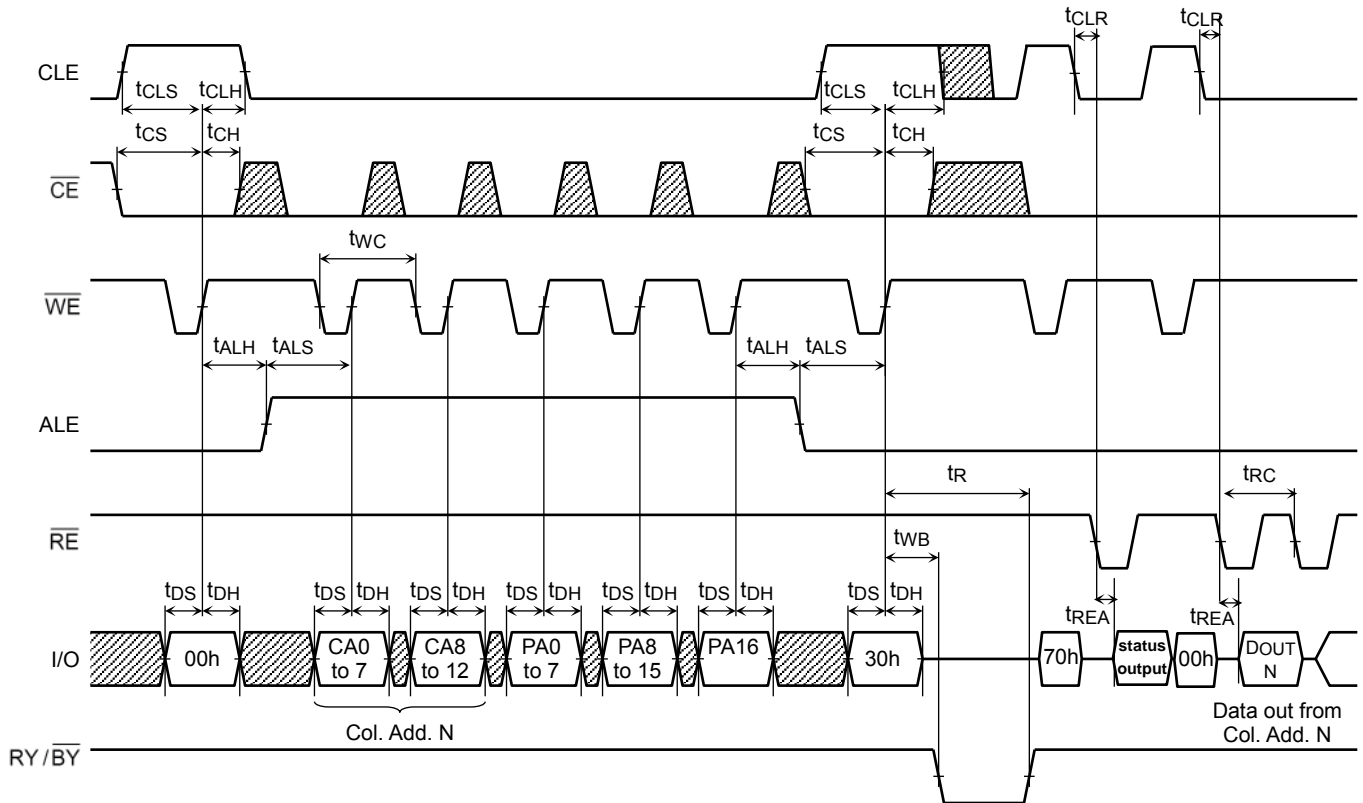 tCLR tCLR
CLE
tCLS tCLH tCLS tCLH
tCS tCH tCS tCH
CE
tWC
WE
tALH tALS tALH tALS
ALE
tR tRC
RE
tWB
tDS tDH tDS tDH tDS tDH tDS tDH tDS tDH tDS tDH tDS tDH
tREA tREA
I/O 00h CA0 to 7 CA8 to 12 PA0 to 7 PA8 to 15 PA16 30h 70h status output 00h DOUT N
Col. Add. N
Data out from
Col. Add. N
RY/BY